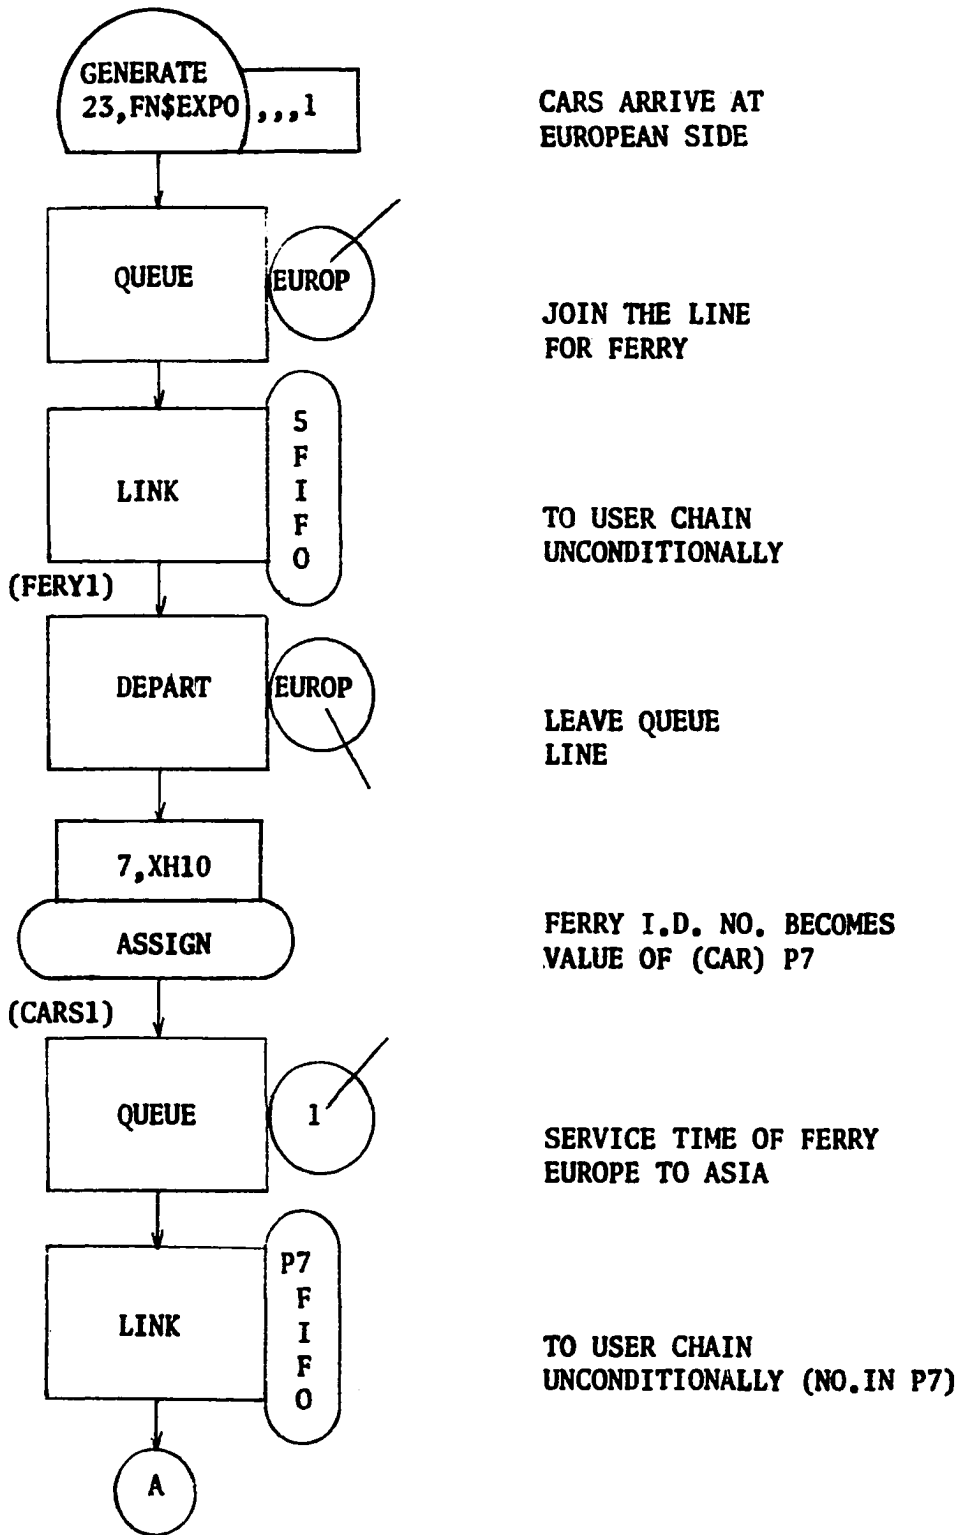 GENERATE
23,FN$EXPO ,,,1
CARS ARRIVE AT
EUROPEAN SIDE
QUEUE
EUROP
JOIN THE LINE
FOR FERRY
LINK
5
F
I
F
O
TO USER CHAIN
UNCONDITIONALLY
(FERY1)
DEPART
EUROP
LEAVE QUEUE
LINE
7,XH10
ASSIGN
FERRY I.D. NO. BECOMES
VALUE OF (CAR) P7
(CARS1)
QUEUE
1
SERVICE TIME OF FERRY
EUROPE TO ASIA
LINK
P7
F
I
F
O
TO USER CHAIN
UNCONDITIONALLY (NO.IN P7)
A